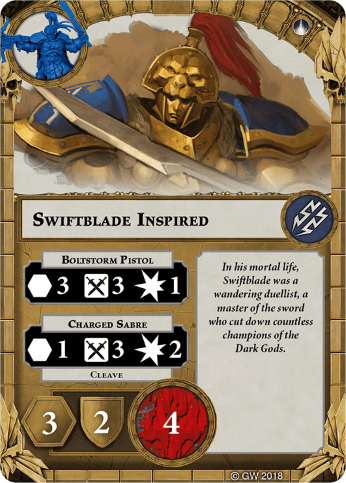 Swiftblade Inspired
Boltstorm Pistol
3 3 1
Charged Sabre
1 3 2
Cleave
In his mortal life,
Swiftblade was a
wandering duellist, a
master of the sword
who cut down countless
champions of the
Dark Gods.
3 2 4
© GW 2018